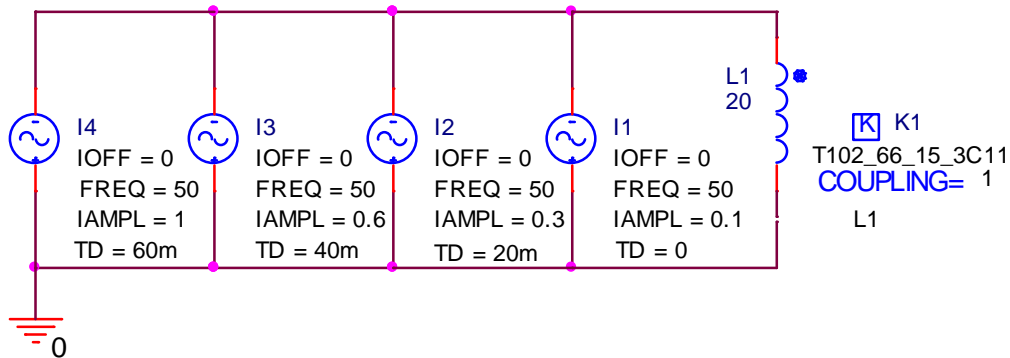 L1
20
I4
IOFF = 0
FREQ = 50
IAMPL = 1
TD = 60m
I3
IOFF = 0
FREQ = 50
IAMPL = 0.6
TD = 40m
I2
IOFF = 0
FREQ = 50
IAMPL = 0.3
TD = 20m
I1
IOFF = 0
FREQ = 50
IAMPL = 0.1
TD = 0
K K1
T102_66_15_3C11
COUPLING= 1
L1
0